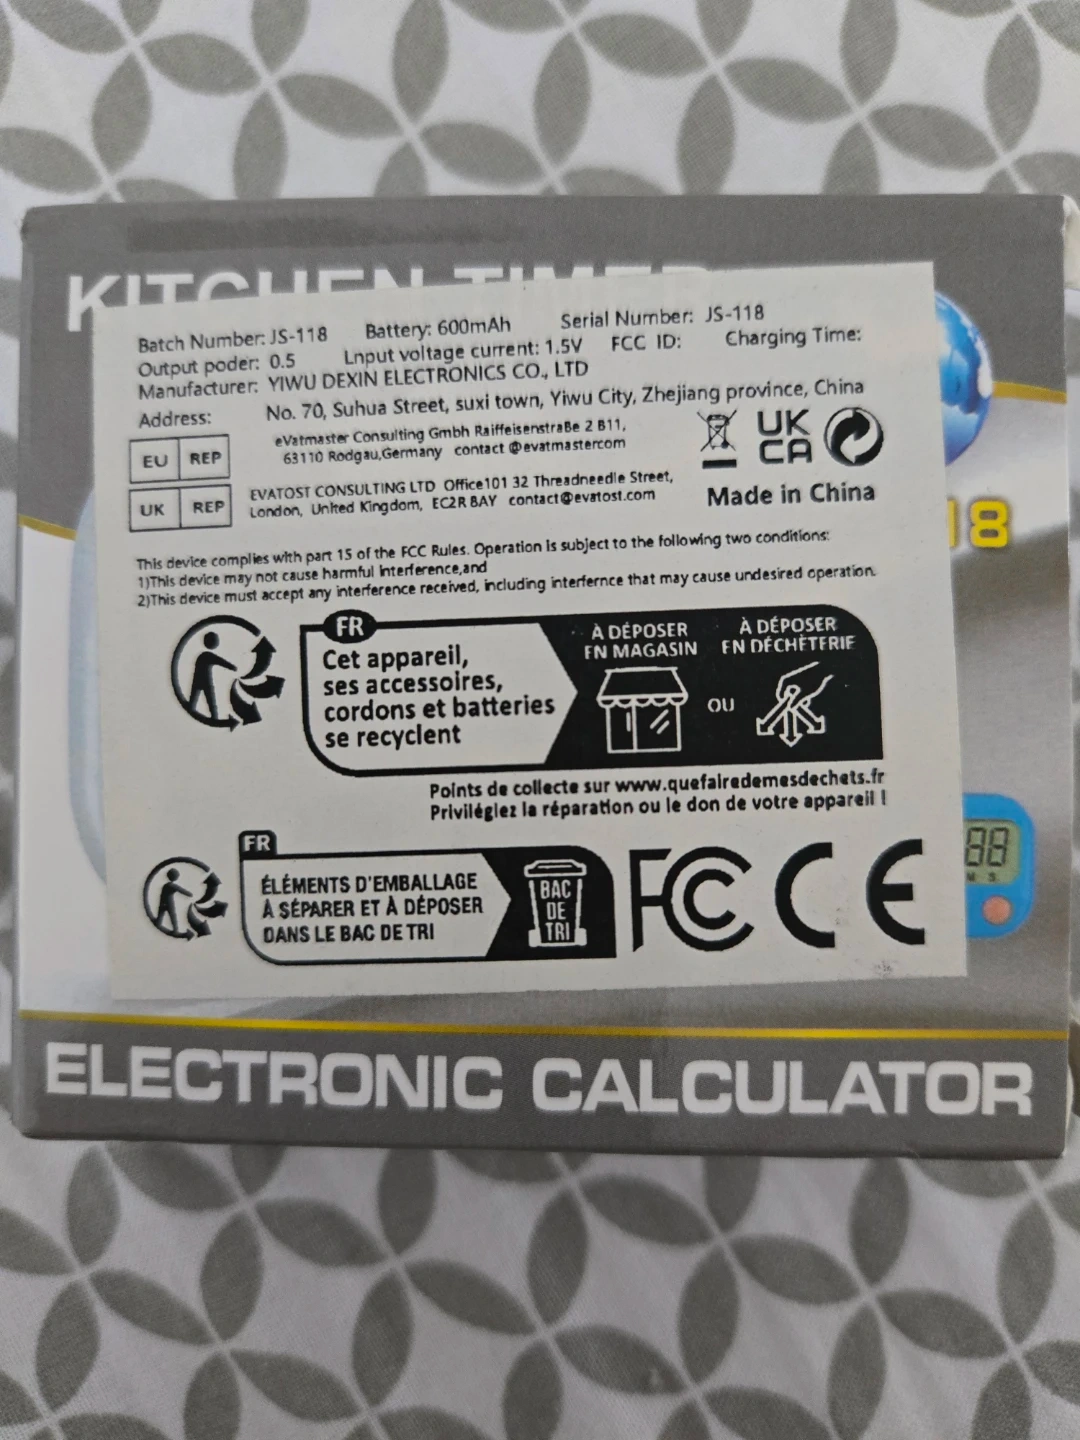 KITCHEN TIMER
Batch Number: JS-118 Battery: 600mAh Serial Number: JS-118
Output poder: 0.5 Lnput voltage current: 1.5V FCC ID: Charging Time:
Manufacturer: YIWU DEXIN ELECTRONICS CO., LTD
Address: No. 70, Suhua Street, suxi town, Yiwu City, Zhejiang province, China
EU REP
eVatmaster Consulting Gmbh RaiffeisenstraBe 2 B11,
63110 Rodgau,Germany contact @evatmastercom
UK REP
EVATOST CONSULTING LTD Office101 32 Threadneedle Street,
London, United Kingdom, EC2R 8AY contact@evatost.com
UK
CA
Made in China
18
This device complies with part 15 of the FCC Rules. Operation is subject to the following two conditions:
1)This device may not cause harmful interference,and
2)This device must accept any interference received, including interfernce that may cause undesired operation.
FR
Cet appareil,
ses accessoires,
cordons et batteries
se recyclent
À DÉPOSER
EN MAGASIN
OU
À DÉPOSER
EN DÉCHÈTERIE
Points de collecte sur www.quefairedemesdechets.fr
Privilégiez la réparation ou le don de votre appareil !
FR
ÉLÉMENTS D'EMBALLAGE
À SÉPARER ET À DÉPOSER
DANS LE BAC DE TRI
BAC
DE
TRI
FC CE
88
M S
ELECTRONIC CALCULATOR